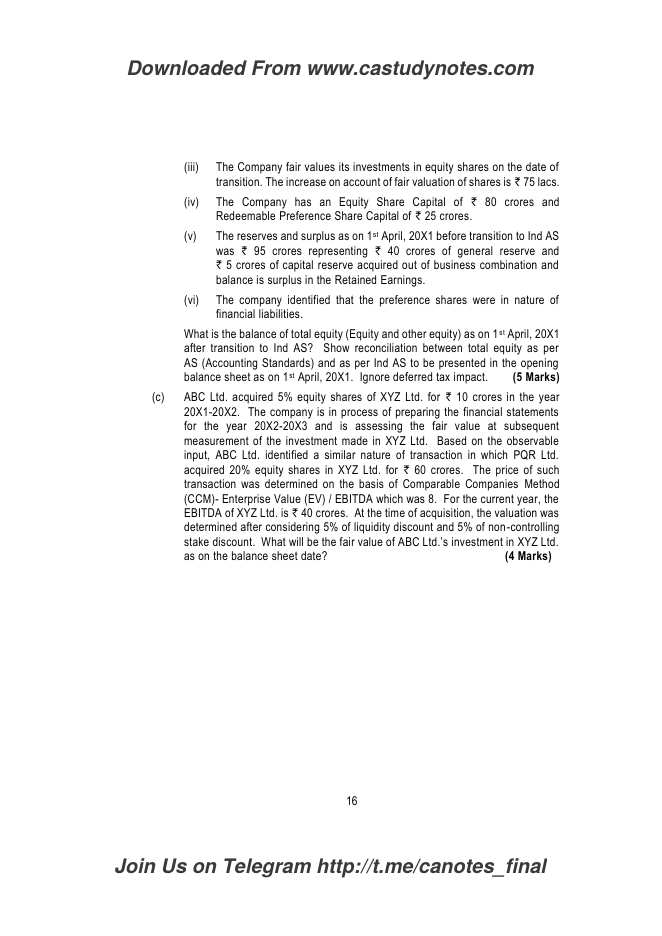 Downloaded From www.castudynotes.com
(iii) The Company fair values its investments in equity shares on the date of
transition. The increase on account of fair valuation of shares is ₹ 75 lacs.
(iv) The Company has an Equity Share Capital of ₹ 80 crores and
Redeemable Preference Share Capital of ₹ 25 crores.
(v) The reserves and surplus as on 1st April, 20X1 before transition to Ind AS
was ₹ 95 crores representing ₹ 40 crores of general reserve and
₹ 5 crores of capital reserve acquired out of business combination and
balance is surplus in the Retained Earnings.
(vi) The company identified that the preference shares were in nature of
financial liabilities.
What is the balance of total equity (Equity and other equity) as on 1st April, 20X1
after transition to Ind AS? Show reconciliation between total equity as per
AS (Accounting Standards) and as per Ind AS to be presented in the opening
balance sheet as on 1st April, 20X1. Ignore deferred tax impact. (5 Marks)
(c) ABC Ltd. acquired 5% equity shares of XYZ Ltd. for ₹ 10 crores in the year
20X1-20X2. The company is in process of preparing the financial statements
for the year 20X2-20X3 and is assessing the fair value at subsequent
measurement of the investment made in XYZ Ltd. Based on the observable
input, ABC Ltd. identified a similar nature of transaction in which PQR Ltd.
acquired 20% equity shares in XYZ Ltd. for ₹ 60 crores. The price of such
transaction was determined on the basis of Comparable Companies Method
(CCM)- Enterprise Value (EV) / EBITDA which was 8. For the current year, the
EBITDA of XYZ Ltd. is ₹ 40 crores. At the time of acquisition, the valuation was
determined after considering 5% of liquidity discount and 5% of non-controlling
stake discount. What will be the fair value of ABC Ltd.'s investment in XYZ Ltd.
as on the balance sheet date? (4 Marks)
16
Join Us on Telegram http://t.me/canotes_final